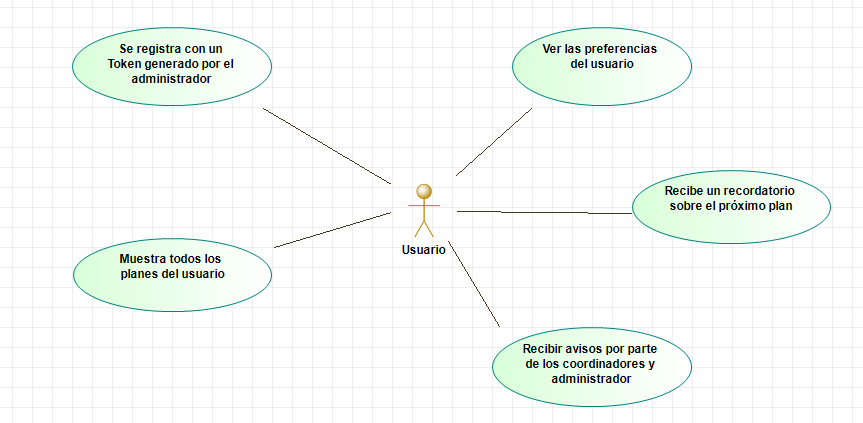 Se registra con un
Token generado por el
administrador
Ver las preferencias
del usuario
Recibe un recordatorio
sobre el próximo plan
Usuario
Muestra todos los
planes del usuario
Recibir avisos por parte
de los coordinadores y
administrador